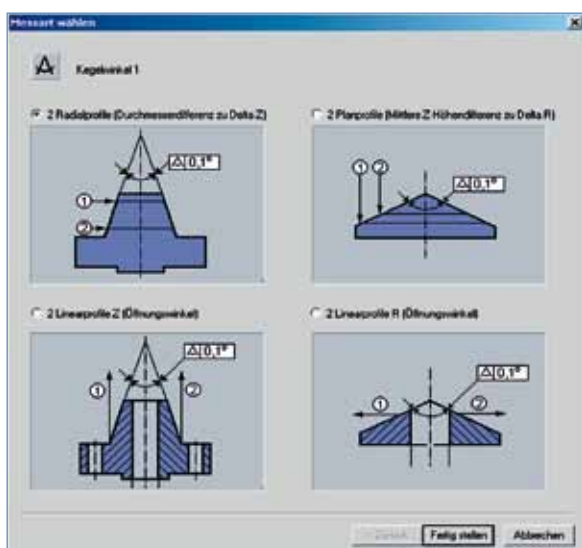 Messart wählen
Kegelwinkel 1
2 Radialprofile (Durchmesserdifferenz zu Delta Z)
2 Planprofile (Mittlere Z-Höhendifferenz zu Delta R)
0,1°
1
2
1
2
0,1°
2 Linearprofile Z (Öffnungswinkel)
2 Linearprofile R (Öffnungswinkel)
0,1°
1
2
0,1°
1
2
< Zurück
Fertig stellen
Abbrechen